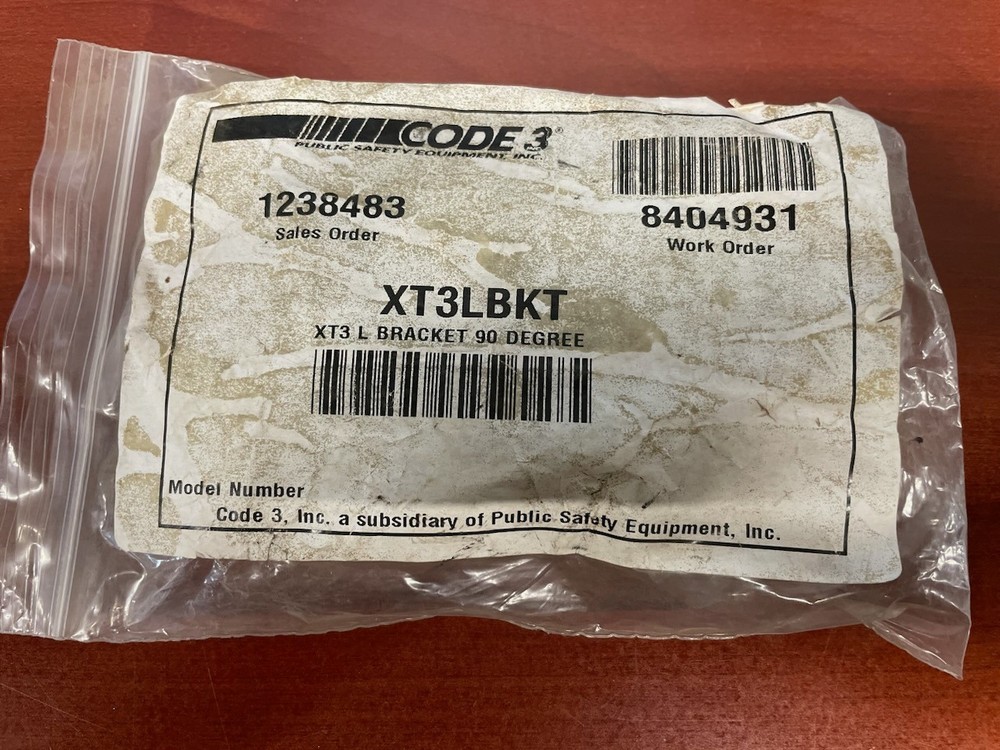 CODE 3®
PUBLIC SAFETY EQUIPMENT, INC.
1238483
Sales Order
8404931
Work Order
XT3LBKT
XT3 L BRACKET 90 DEGREE
Model Number
Code 3, Inc. a subsidiary of Public Safety Equipment, Inc.